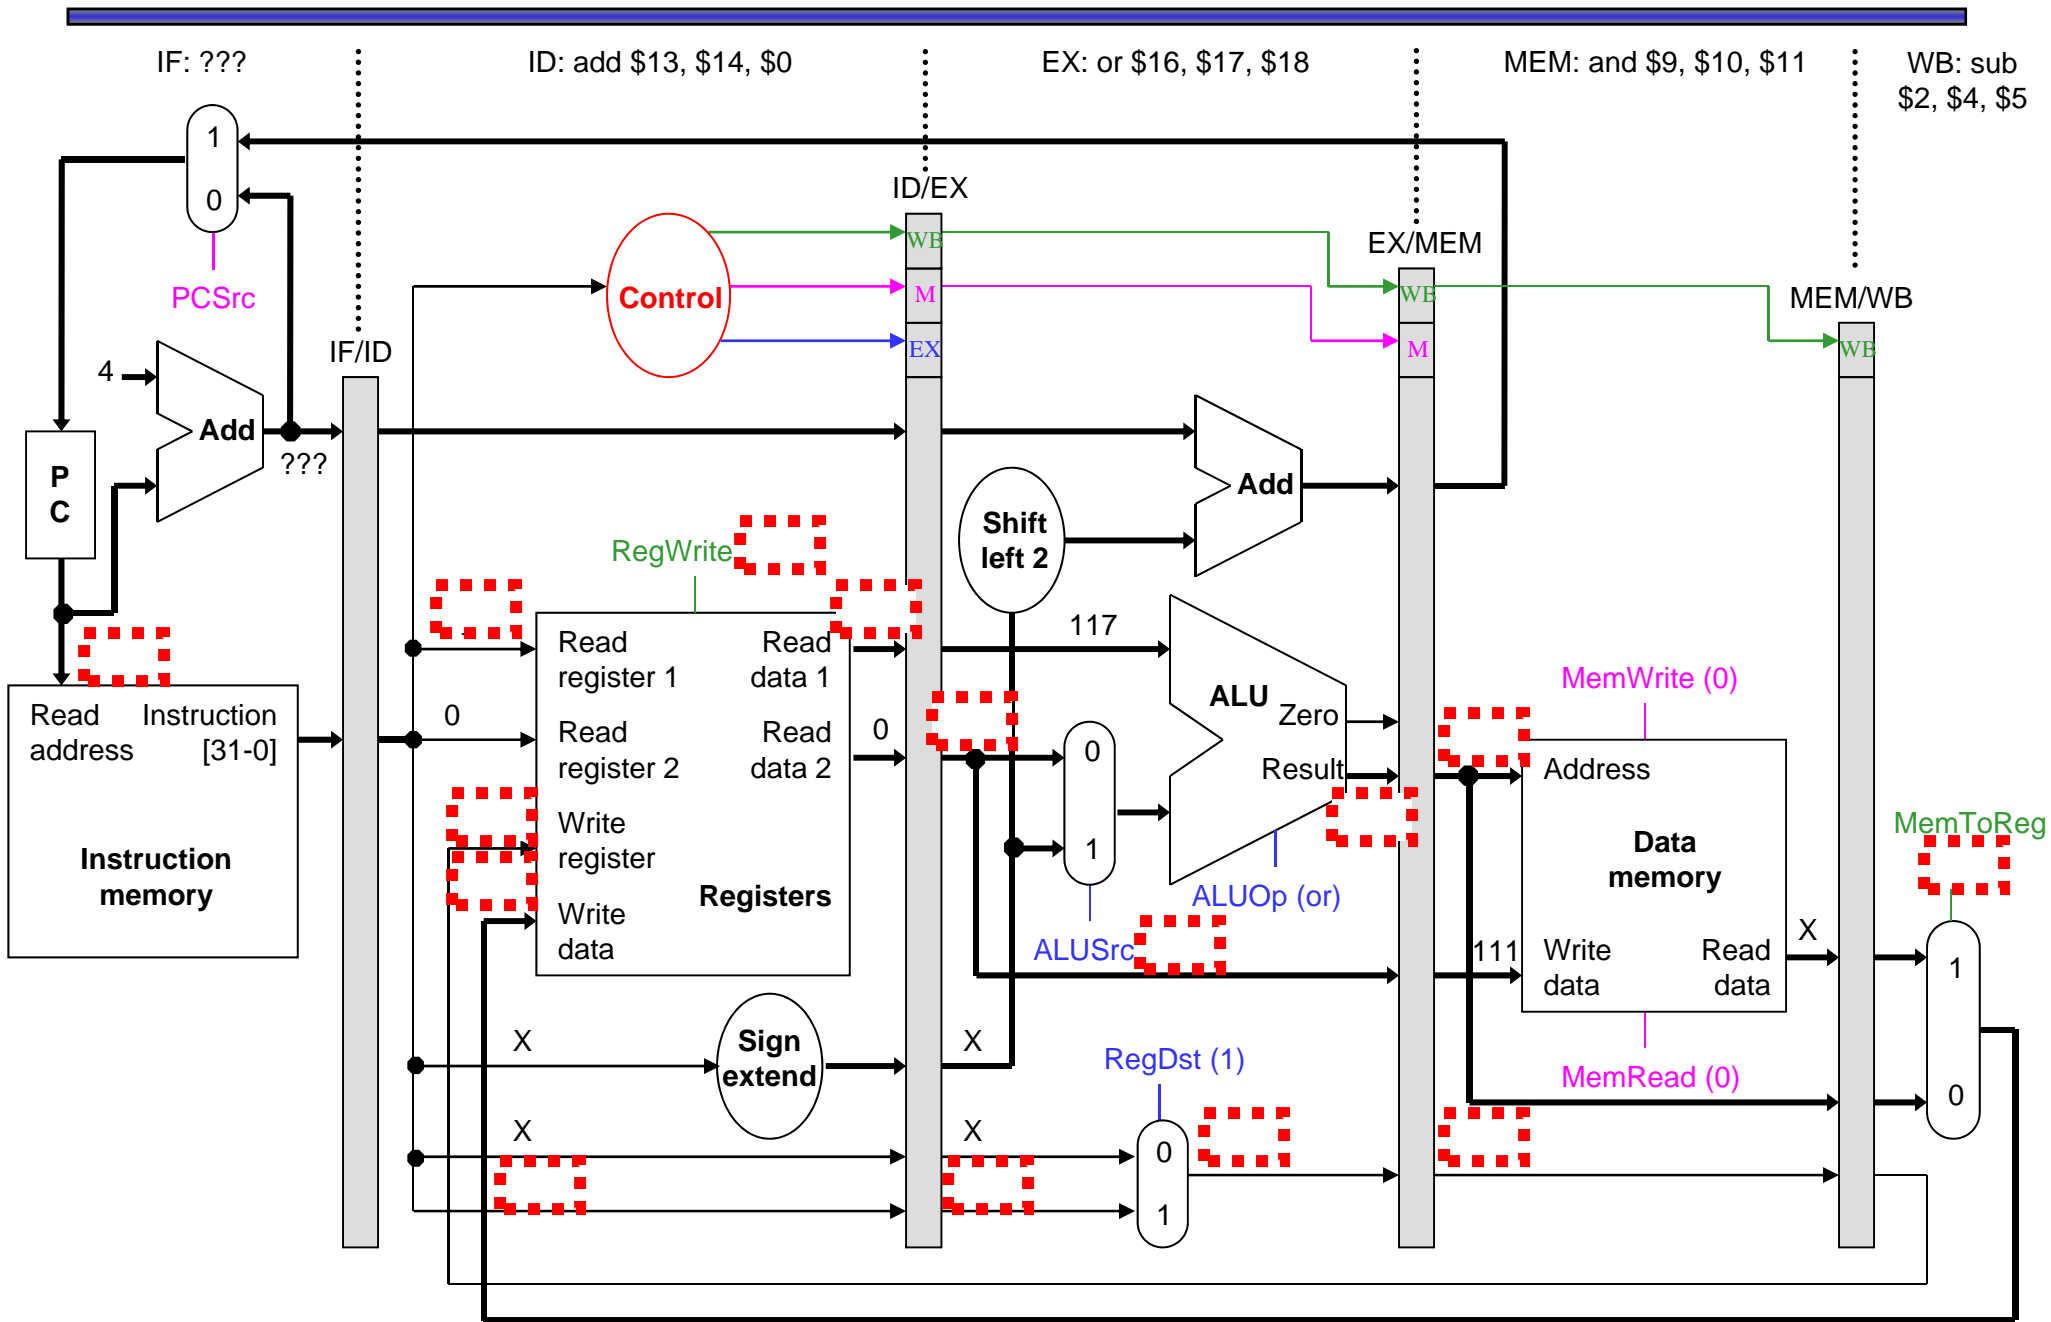 IF: ???
ID: add $13, $14, $0
EX: or $16, $17, $18
MEM: and $9, $10, $11
WB: sub
$2, $4, $5
1
0
PCSrc
ID/EX
WB
M
EX
Control
EX/MEM
WB
M
MEM/WB
WB
IF/ID
4
Add
???
P
C
Add
Shift
left 2
RegWrite
Read
register 1
Read
data 1
117
ALU
Zero
Result
MemWrite (0)
Read
address
Instruction
[31-0]
Instruction
memory
0
Read
register 2
Read
data 2
0
Write
register
Registers
Write
data
0
1
ALUSrc
ALUOp (or)
Address
Data
memory
111
Write
data
Read
data
X
MemToReg
1
0
MemRead (0)
X
Sign
extend
X
RegDst (1)
X
X
0
1